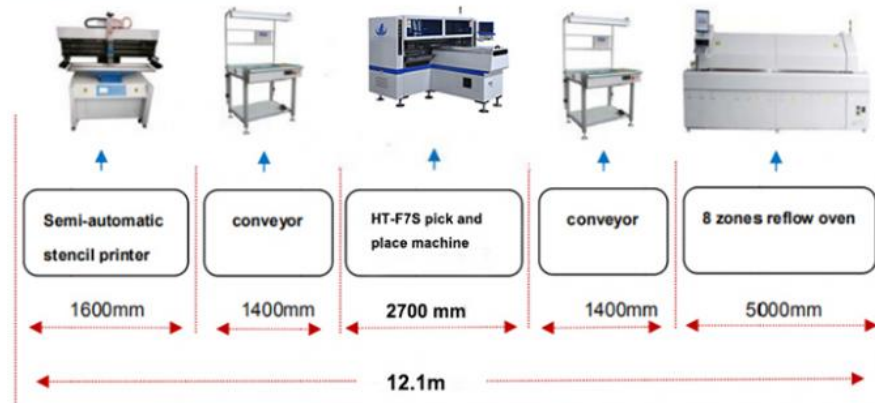 Semi-automatic
stencil printer
conveyor
HT-F7S pick and
place machine
conveyor
8 zones reflow oven
1600mm
1400mm
2700 mm
1400mm
5000mm
12.1m